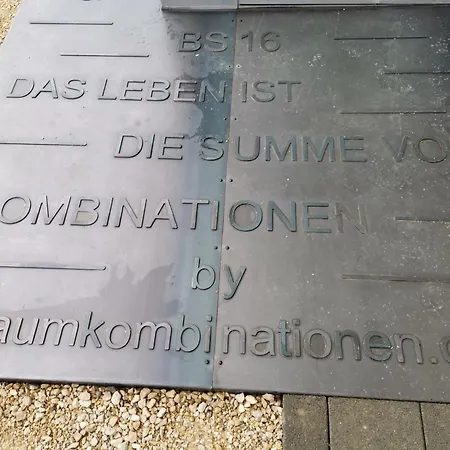 BS 16
DAS LEBEN IST
DIE SUMME VO
OMBINATIONEN
by
aumkombinationen.